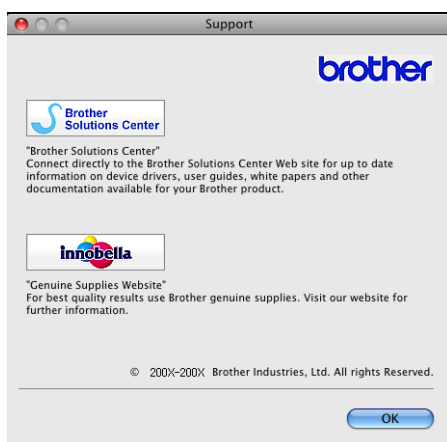 Support
brother
Brother
Solutions Center
"Brother Solutions Center"
Connect directly to the Brother Solutions Center Web site for up to date
information on device drivers, user guides, white papers and other
documentation available for your Brother product.
innobella
"Genuine Supplies Website"
For best quality results use Brother genuine supplies. Visit our website for
further information.
© 200X-200X Brother Industries, Ltd. All rights Reserved.
OK